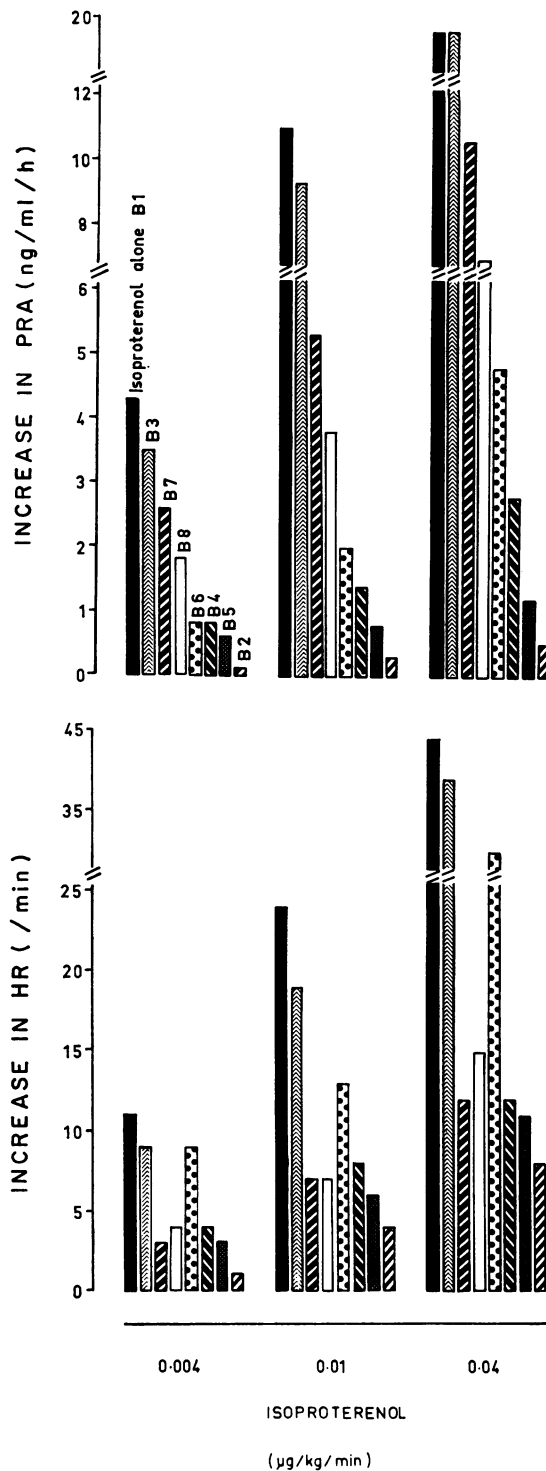 INCREASE IN PRA (ng/ml/h)
20
12
10
8
6
5
4
3
2
1
0
Isoproterenol alone B1
B3
B7
B8
B6
B4
B5
B2
INCREASE IN HR (/min)
45
35
25
20
15
10
5
0
0·004 0·01 0·04
ISOPROTERENOL
(µg/kg/min)